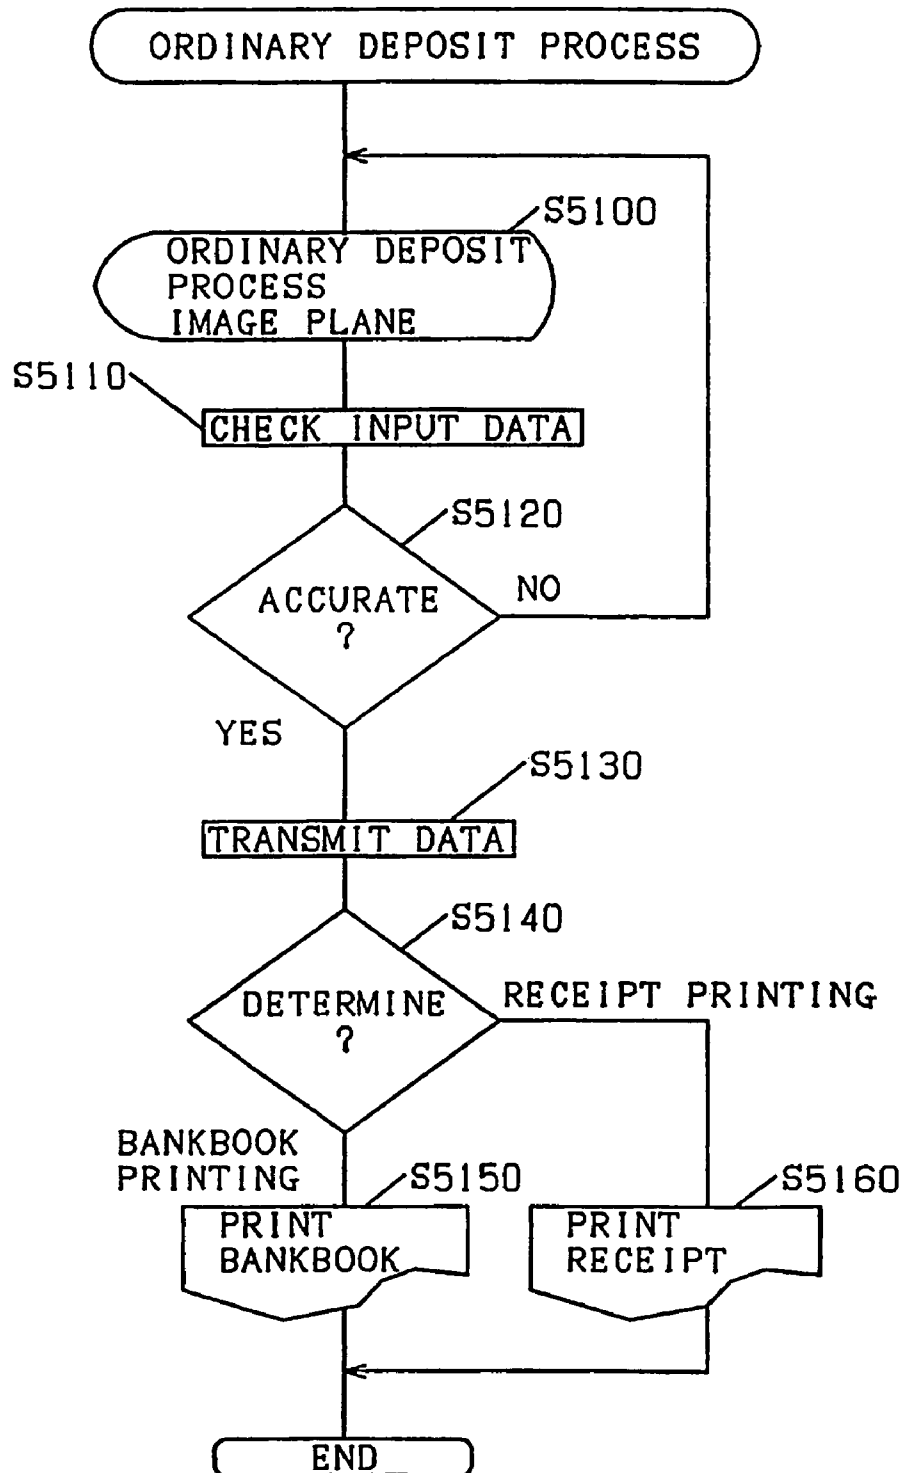 ORDINARY DEPOSIT PROCESS
S5100
ORDINARY DEPOSIT
PROCESS
IMAGE PLANE
S5110
CHECK INPUT DATA
S5120
ACCURATE
?
NO
YES
S5130
TRANSMIT DATA
S5140
DETERMINE
?
RECEIPT PRINTING
BANKBOOK
PRINTING
S5150
PRINT
BANKBOOK
S5160
PRINT
RECEIPT
END